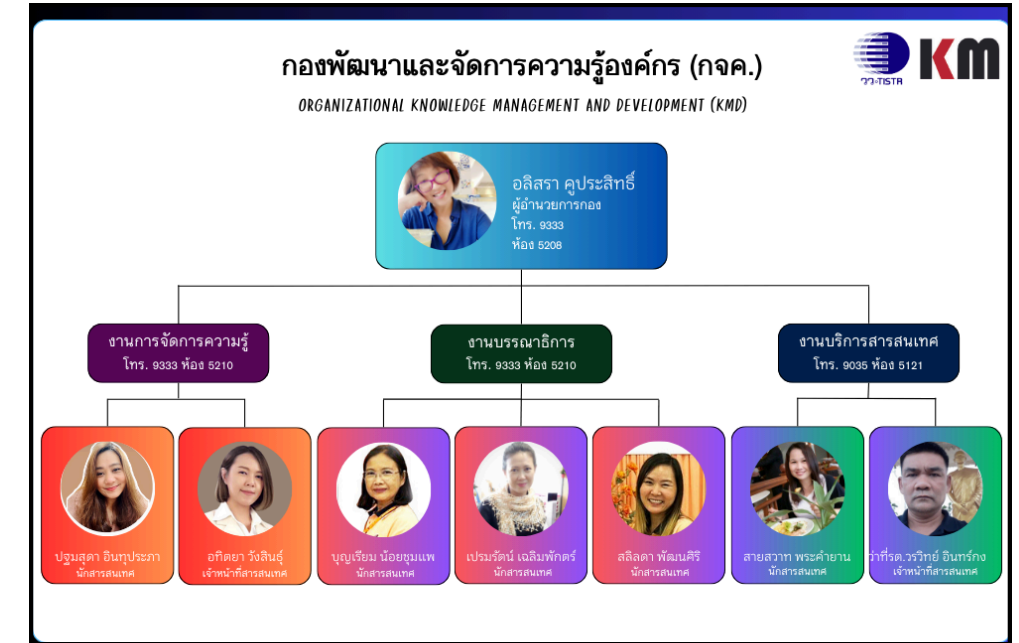 กองพัฒนาและจัดการความรู้องค์กร (กจค.)
ORGANIZATIONAL KNOWLEDGE MANAGEMENT AND DEVELOPMENT (KMD)
วว-TISTR
KM
อลิสรา คูประสิทธิ์
ผู้อำนวยการกอง
โทร. 9333
ห้อง 5208
งานการจัดการความรู้
โทร. 9333 ห้อง 5210
งานบรรณาธิการ
โทร. 9333 ห้อง 5210
งานบริการสารสนเทศ
โทร. 9035 ห้อง 5121
ปฐมสุดา อินทุประภา
นักสารสนเทศ
อทิตยา วังสินธุ์
เจ้าหน้าที่สารสนเทศ
บุญเรียม น้อยชุมแพ
นักสารสนเทศ
เปรมรัตน์ เฉลิมพักตร์
นักสารสนเทศ
สลิลดา พัฒนศิริ
นักสารสนเทศ
สายสวาท พระคำยาน
นักสารสนเทศ
ว่าที่รต.วรวิทย์ อินทร์กง
เจ้าหน้าที่สารสนเทศ